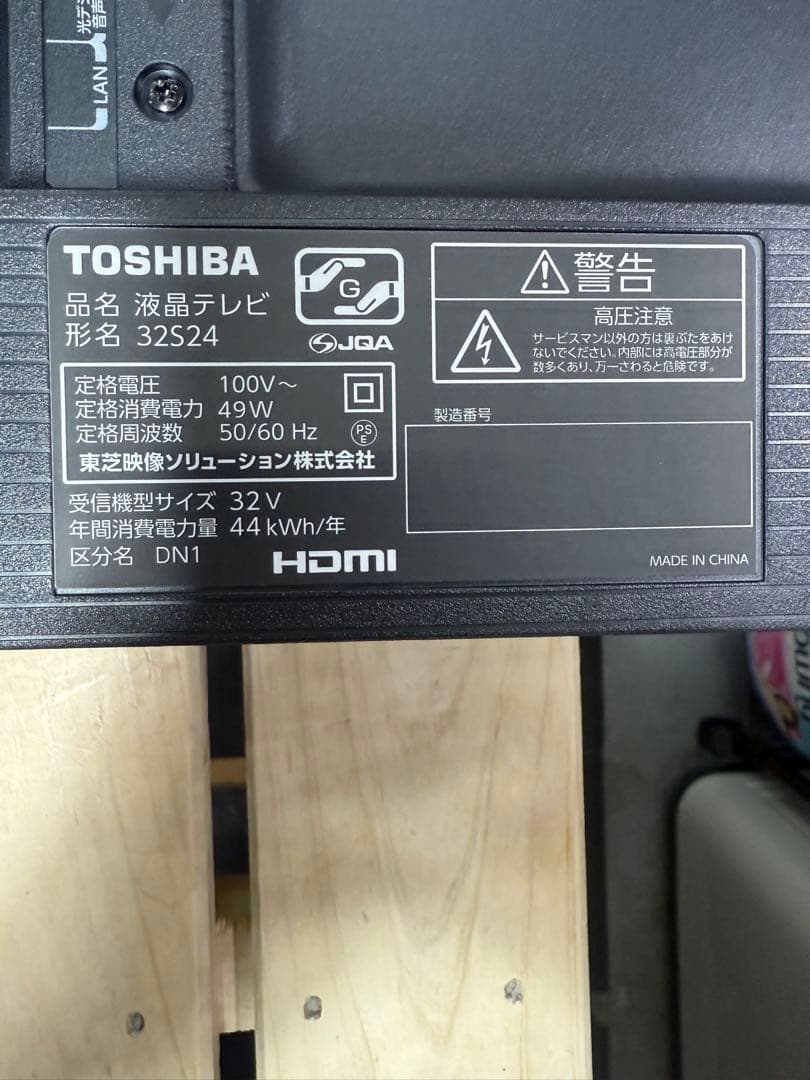 LAN
TOSHIBA
品名 液晶テレビ
形名 32S24
G
JQA
定格電圧 100V～
定格消費電力 49W
定格周波数 50/60 Hz
PS
E
東芝映像ソリューション株式会社
受信機型サイズ 32V
年間消費電力量 44kWh/年
区分名 DN1
HDMI
警告
高圧注意
サービスマン以外の方は裏ぶたをあけ
ないでください。内部には高電圧部分が
数多くあり、万一さわると危険です。
製造番号
MADE IN CHINA